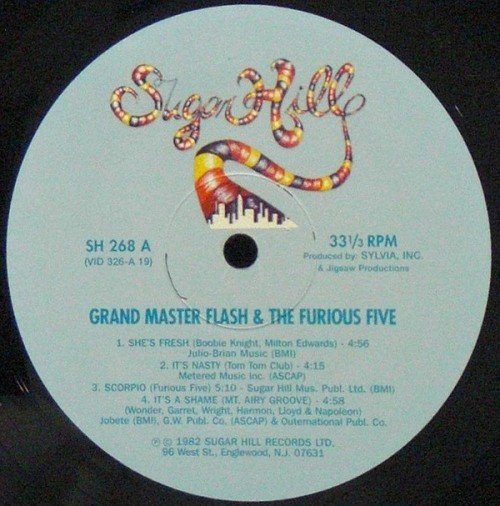 Sugar Hill
SH 268 A
(VID 326-A 19)
33 1/3 RPM
Produced by: SYLVIA, INC.
& Jigsaw Productions
GRAND MASTER FLASH & THE FURIOUS FIVE
1. SHE'S FRESH (Boobie Knight, Milton Edwards) - 4:56
Julio-Brian Music (BMI)
2. IT'S NASTY (Tom Tom Club) - 4:15
Metered Music Inc. (ASCAP)
3. SCORPIO (Furious Five) 5:10 - Sugar Hill Mus. Publ. Ltd. (BMI)
4. IT'S A SHAME (MT. AIRY GROOVE) - 4:58
(Wonder, Garret, Wright, Hannon, Lloyd & Napoleon)
Jobete (BMI), G.W. Publ. Co. (ASCAP) & Outernational Publ. Co.
℗ © 1982 SUGAR HILL RECORDS LTD.
96 West St., Englewood, N.J. 07631